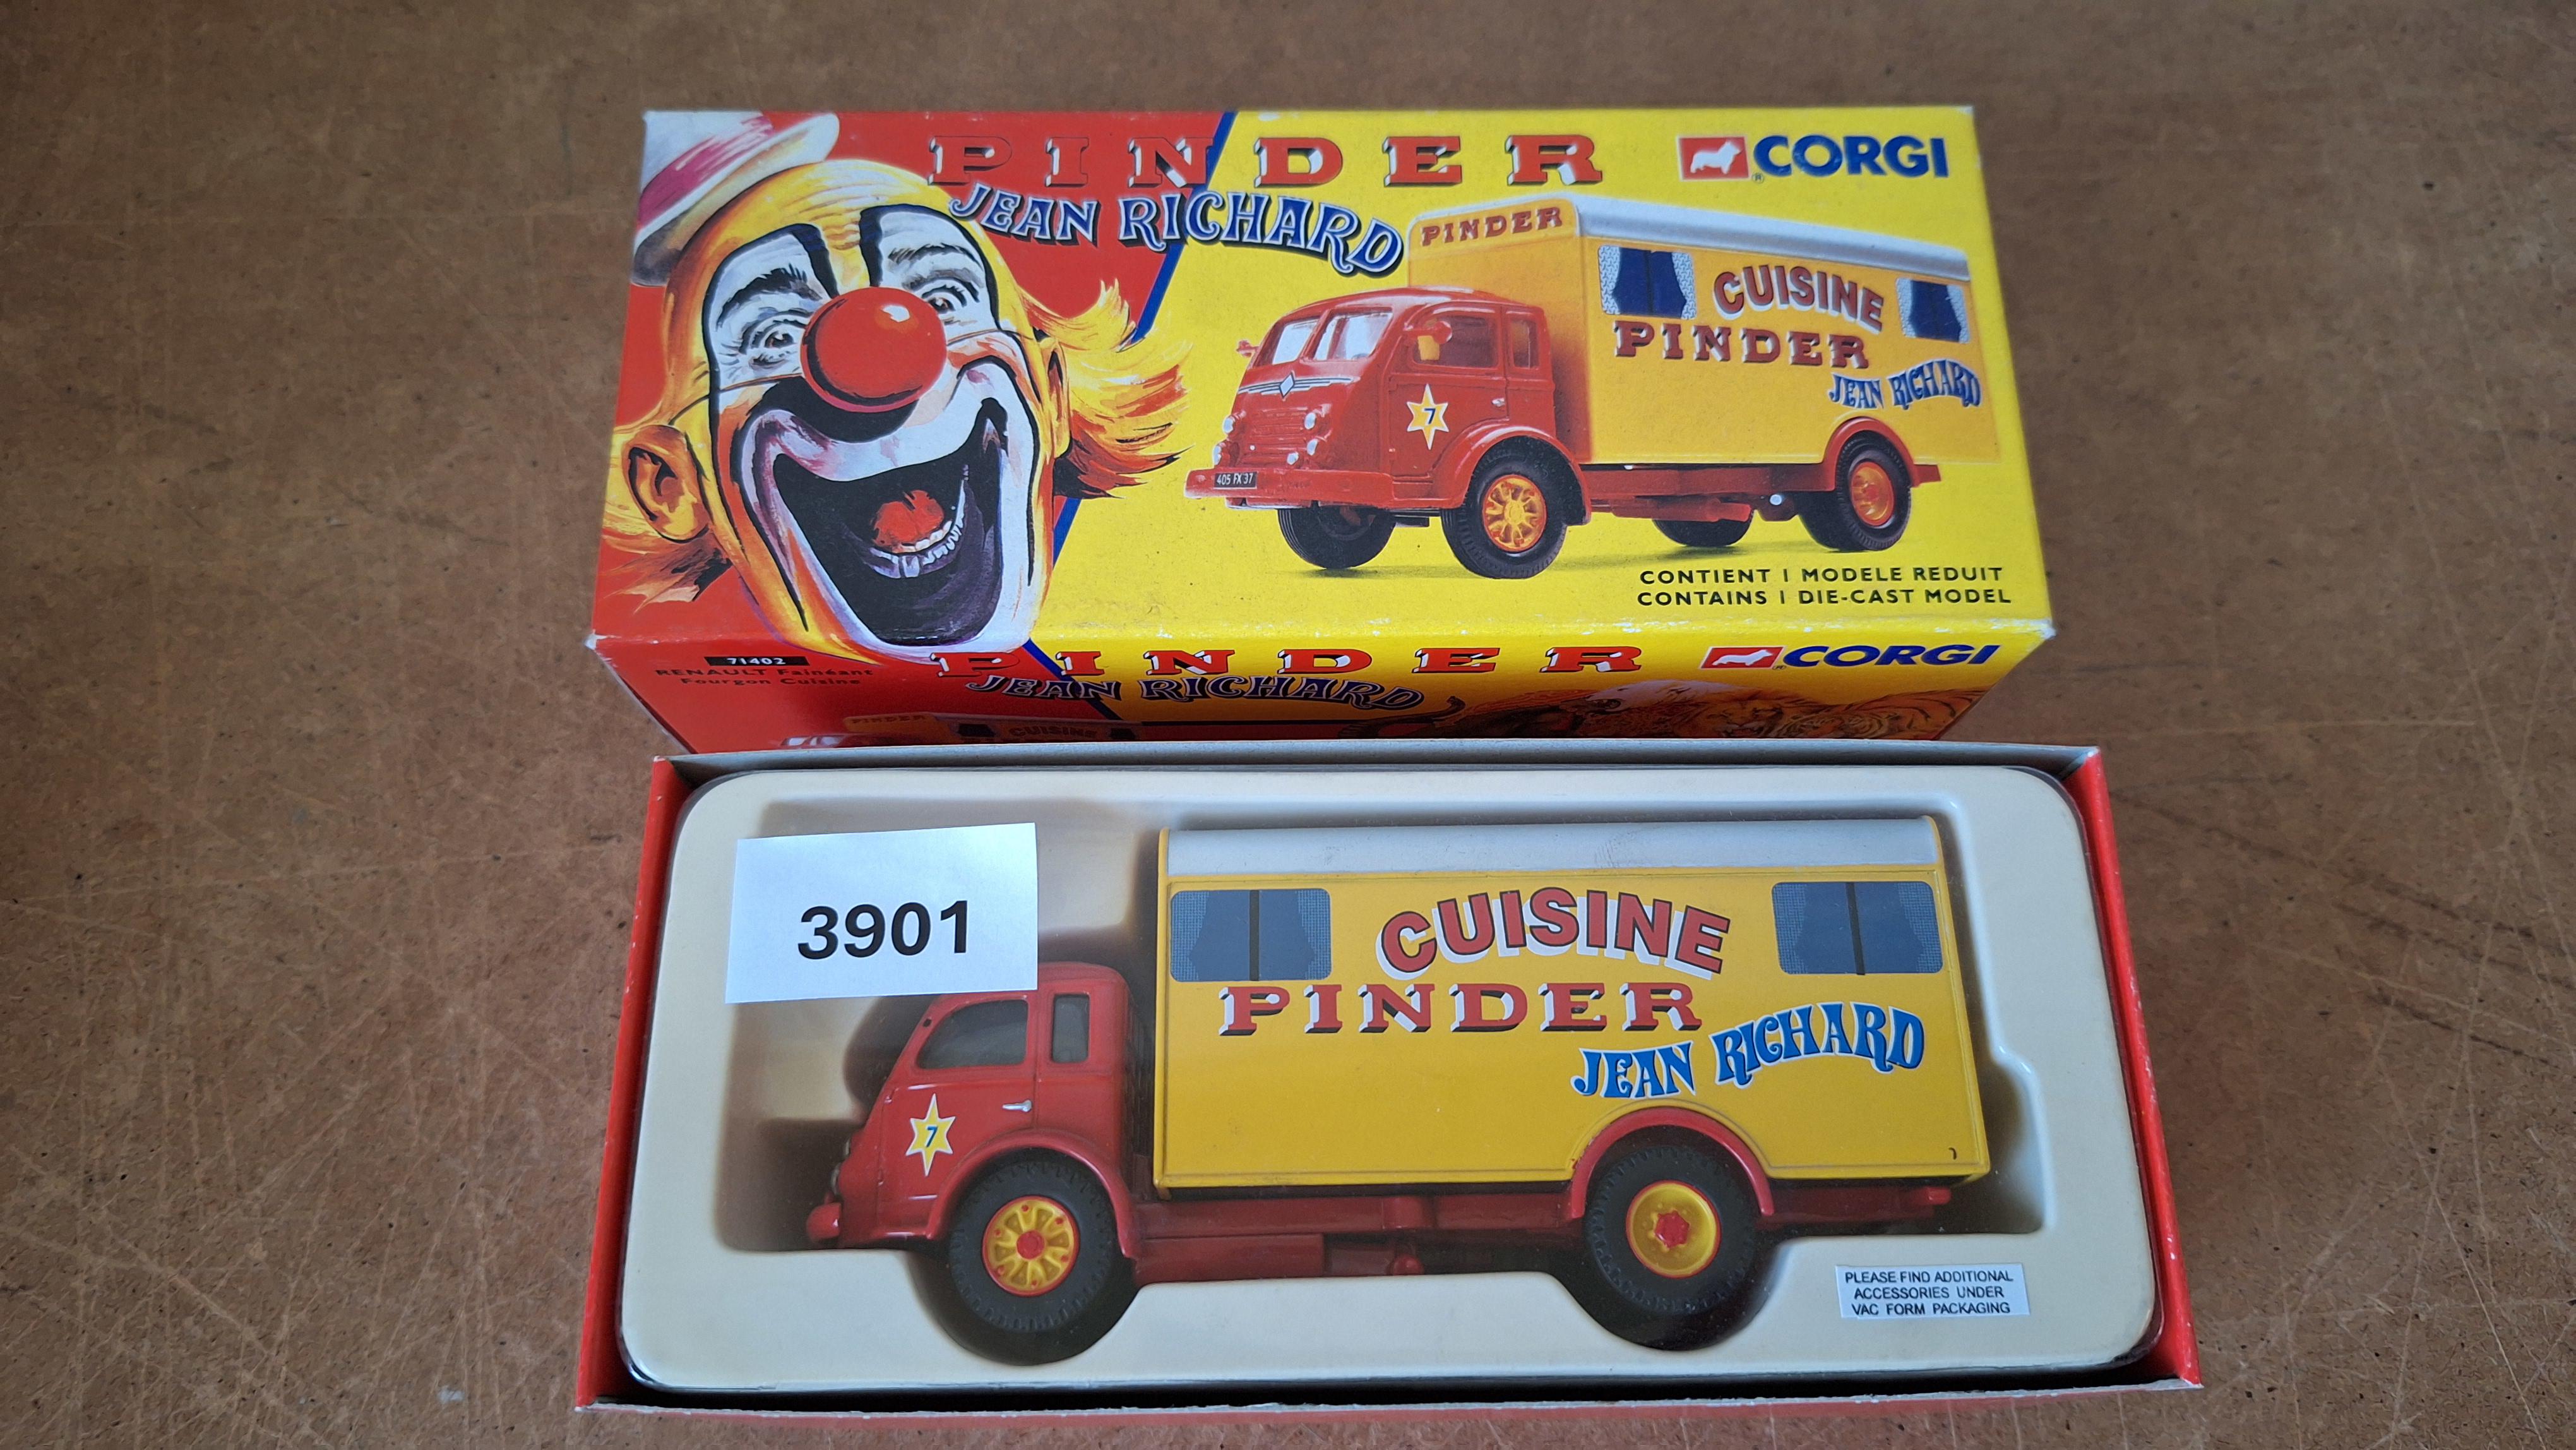 PINDER
CORGI
JEAN RICHARD
PINDER
CUISINE
PINDER
JEAN RICHARD
7
405 FX 37
CONTIENT 1 MODELE REDUIT
CONTAINS 1 DIE-CAST MODEL
71402
RENAULT Fainéant
Fourgon Cuisine
PINDER
CORGI
JEAN RICHARD
PINDER
CUISINE
3901
CUISINE
PINDER
JEAN RICHARD
7
PLEASE FIND ADDITIONAL
ACCESSORIES UNDER
VAC FORM PACKAGING